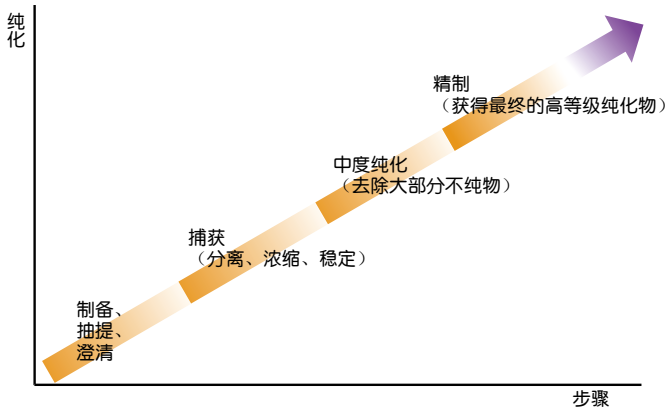 纯
化
精制
（获得最终的高等级纯化物）
中度纯化
（去除大部分不纯物）
捕获
（分离、浓缩、稳定）
制备、
抽提、
澄清
步骤